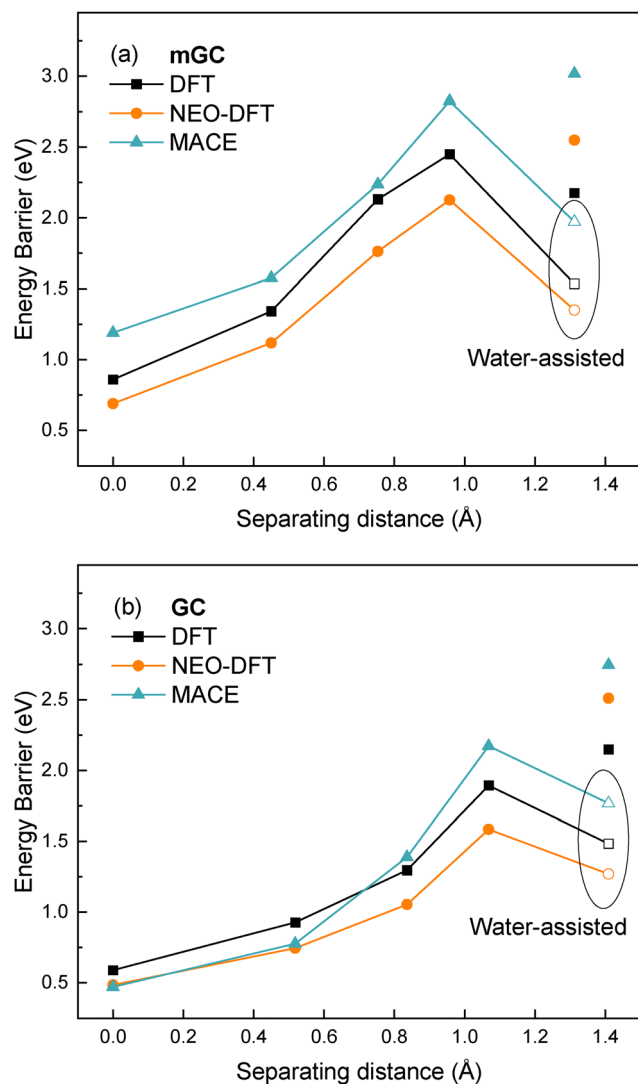 (a) mGC
DFT
NEO-DFT
MACE
3.0
2.5
2.0
1.5
1.0
0.5
Energy Barrier (eV)
Water-assisted
0.0 0.2 0.4 0.6 0.8 1.0 1.2 1.4
Separating distance (Å)
(b) GC
DFT
NEO-DFT
MACE
3.0
2.5
2.0
1.5
1.0
0.5
Energy Barrier (eV)
Water-assisted
0.0 0.2 0.4 0.6 0.8 1.0 1.2 1.4
Separating distance (Å)